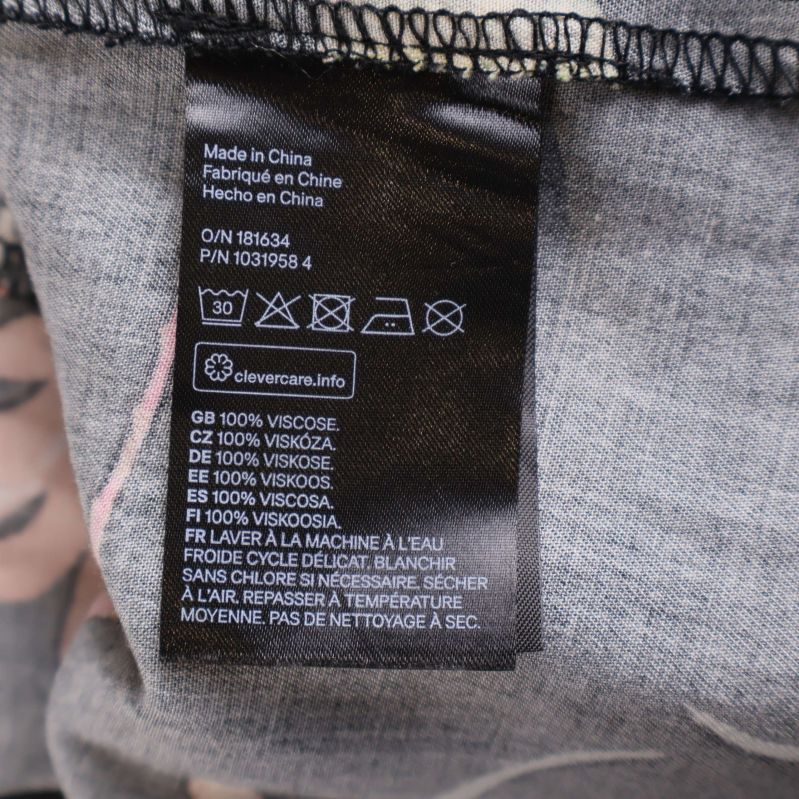 Made in China
Fabriqué en Chine
Hecho en China
O/N 181634
P/N 1031958 4
30
clevercare.info
GB 100% VISCOSE.
CZ 100% VISKÓZA.
DE 100% VISKOSE.
EE 100% VISKOOS.
ES 100% VISCOSA.
FI 100% VISKOOSIA.
FR LAVER À LA MACHINE À L'EAU
FROIDE CYCLE DÉLICAT. BLANCHIR
SANS CHLORE SI NÉCESSAIRE. SÉCHER
À L'AIR. REPASSER À TEMPÉRATURE
MOYENNE. PAS DE NETTOYAGE À SEC.